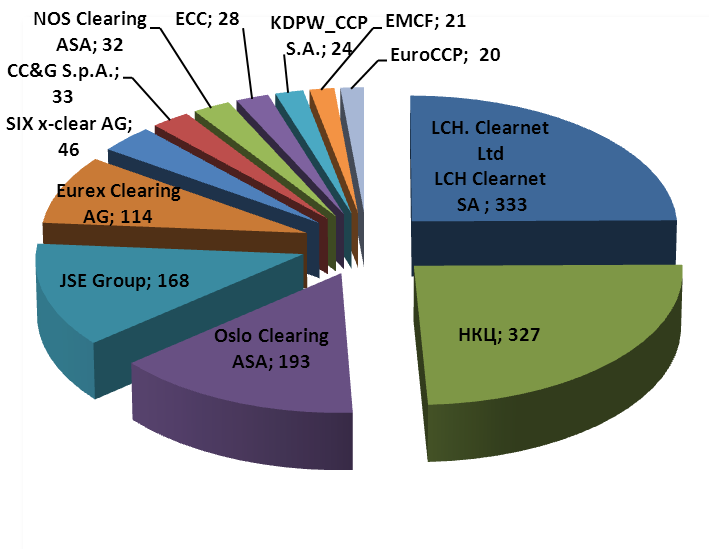 NOS Clearing
ASA; 32
ECC; 28
KDPW_CCP
S.A.; 24
EMCF; 21
EuroCCP;  20
CC&G S.p.A.;
33
SIX x-clear AG;
46
Eurex Clearing
AG; 114
JSE Group; 168
Oslo Clearing
ASA; 193
LCH. Clearnet
Ltd
LCH Clearnet
SA ; 333
НКЦ; 327